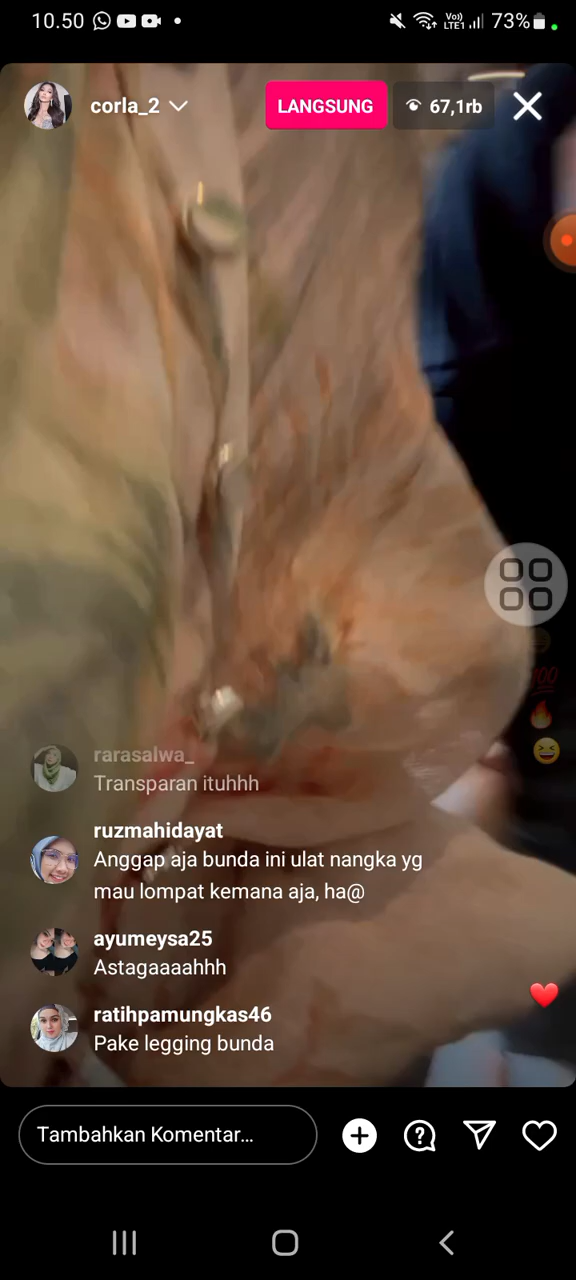 10.50
Vo))
LTE1
73%
corla_2
LANGSUNG
67,1rb
100
rarasalwa_
Transparan ituhhh
ruzmahidayat
Anggap aja bunda ini ulat nangka yg
mau lompat kemana aja, ha@
ayumeysa25
Astagaaaahhh
ratihpamungkas46
Pake legging bunda
Tambahkan Komentar...